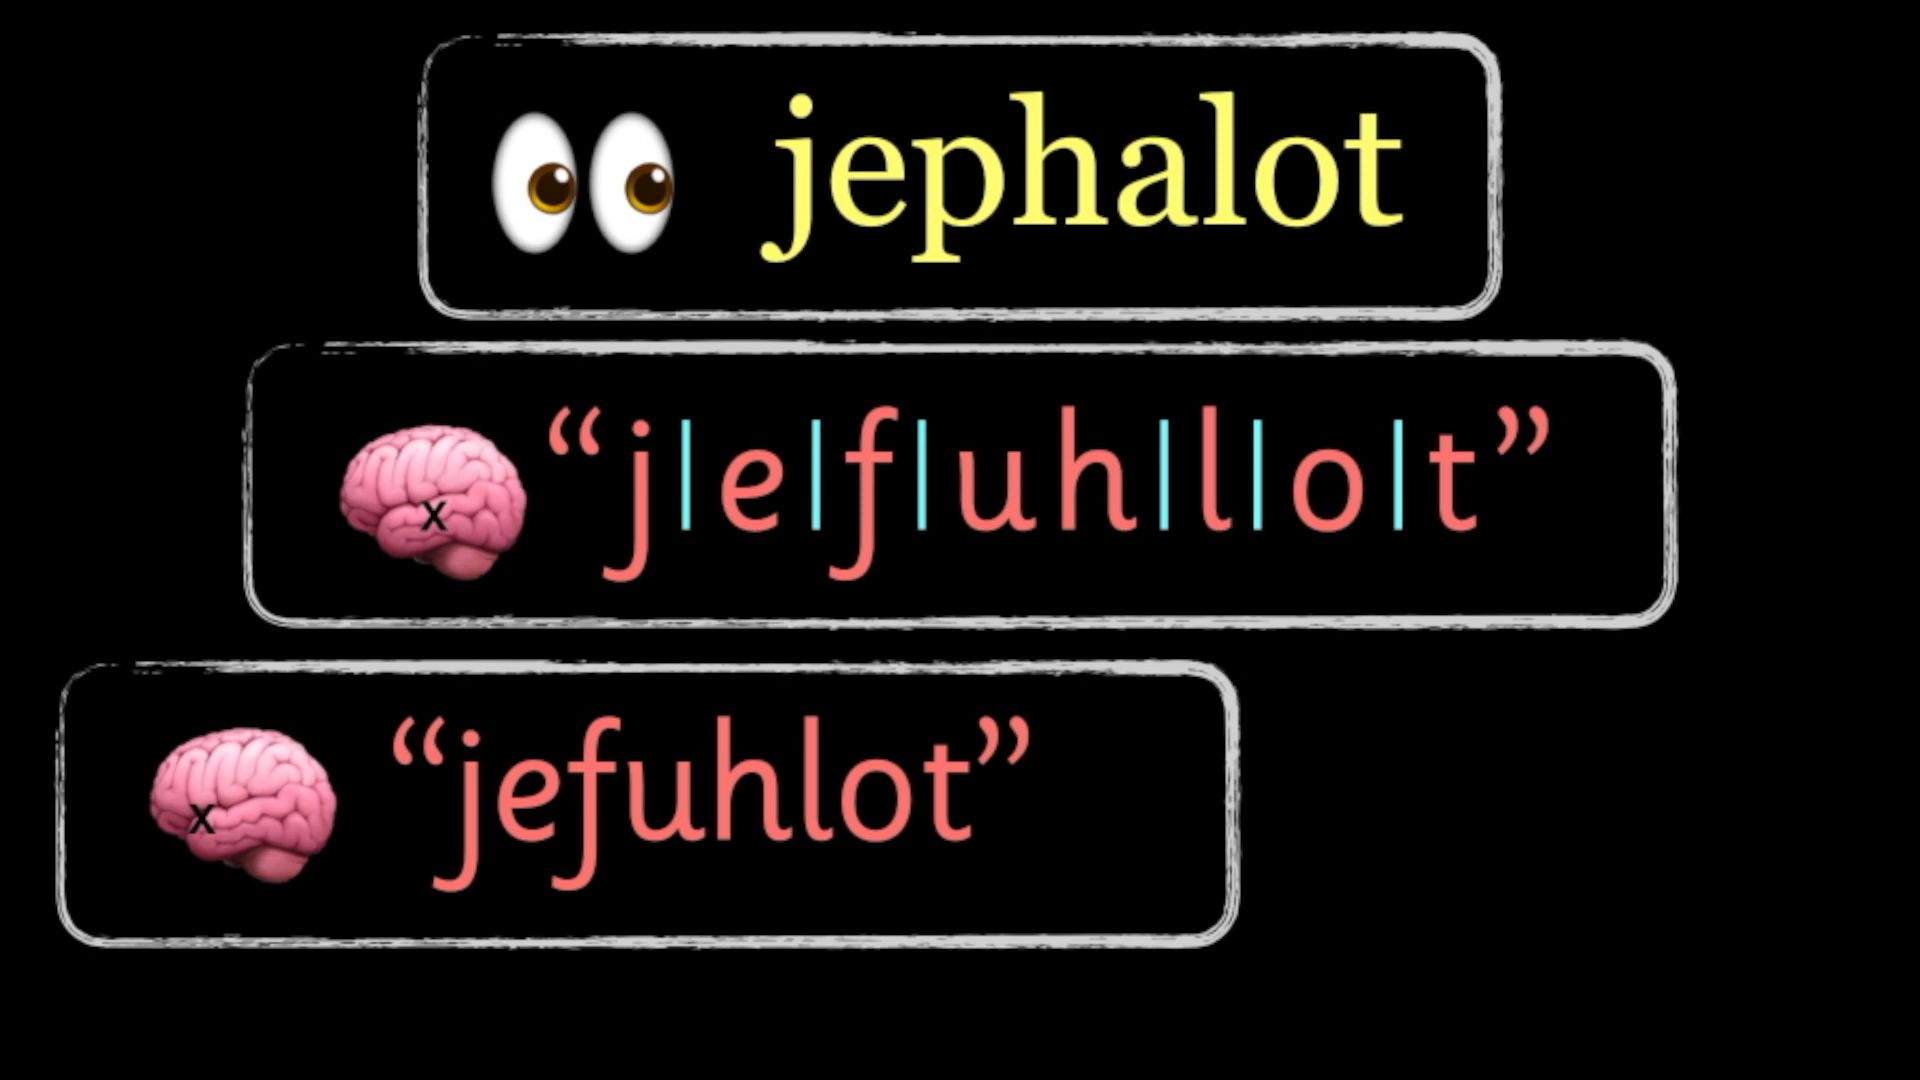 jephalot
x “j|e|f|uh|l|o|t”
x “jefuhlot”